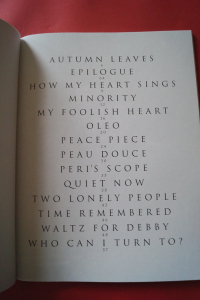 AUTUMN LEAVES
EPILOGUE
HOW MY HEART SINGS
MINORITY
MY FOOLISH HEART
OLEO
PEACE PIECE
PEAU DOUCE
PERI'S SCOPE
QUIET NOW
TWO LONELY PEOPLE
TIME REMEMBERED
WALTZ FOR DEBBY
WHO CAN I TURN TO?